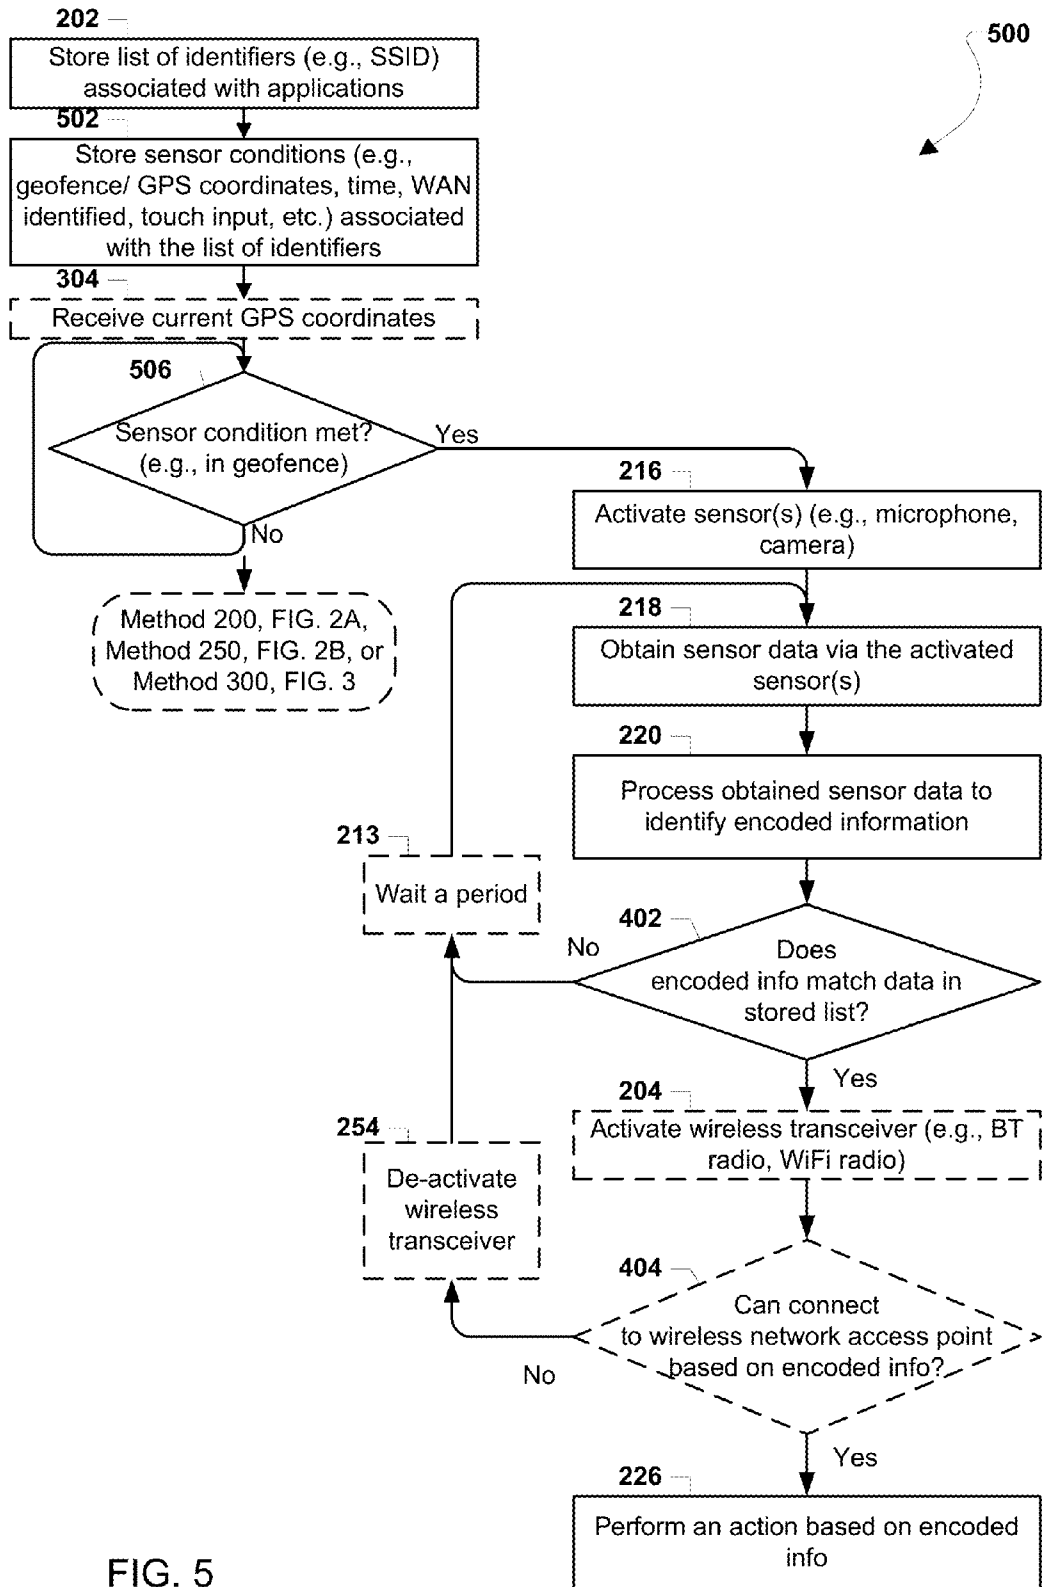 202
500
Store list of identifiers (e.g., SSID)
associated with applications
502
Store sensor conditions (e.g.,
geofence/ GPS coordinates, time, WAN
identified, touch input, etc.) associated
with the list of identifiers
304
Receive current GPS coordinates
506
Sensor condition met?
(e.g., in geofence)
Yes
No
Method 200, FIG. 2A,
Method 250, FIG. 2B, or
Method 300, FIG. 3
216
Activate sensor(s) (e.g., microphone,
camera)
218
Obtain sensor data via the activated
sensor(s)
220
Process obtained sensor data to
identify encoded information
213
Wait a period
402
No
Does
encoded info match data in
stored list?
Yes
204
Activate wireless transceiver (e.g., BT
radio, WiFi radio)
254
De-activate
wireless
transceiver
404
Can connect
to wireless network access point
based on encoded info?
No
Yes
226
Perform an action based on encoded
info
FIG. 5